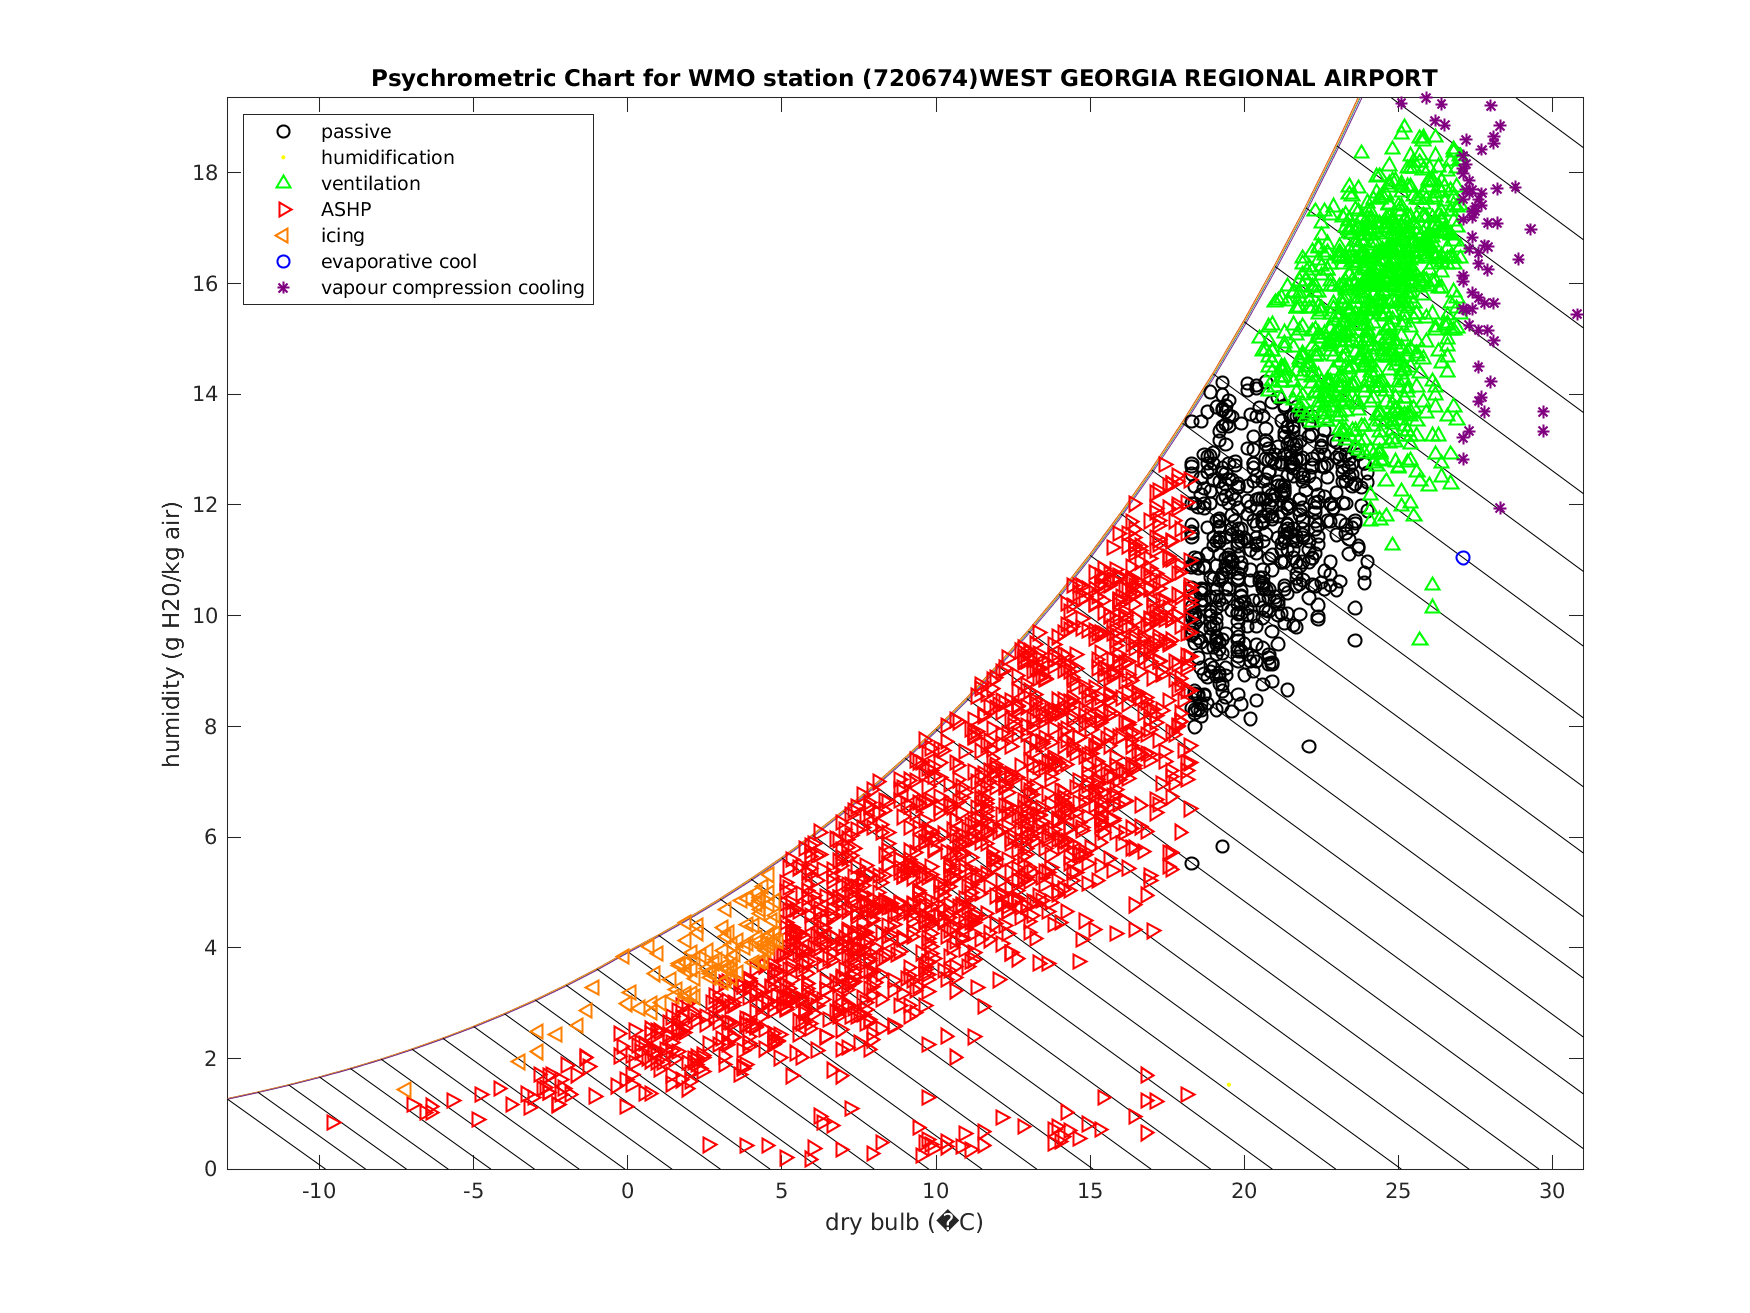 Psychrometric Chart for WMO station (720674)WEST GEORGIA REGIONAL AIRPORT
passive
humidification
ventilation
ASHP
icing
evaporative cool
vapour compression cooling
humidity (g H20/kg air)
18
16
14
12
10
8
6
4
2
0
-10
-5
0
5
10
15
20
25
30
dry bulb (�C)